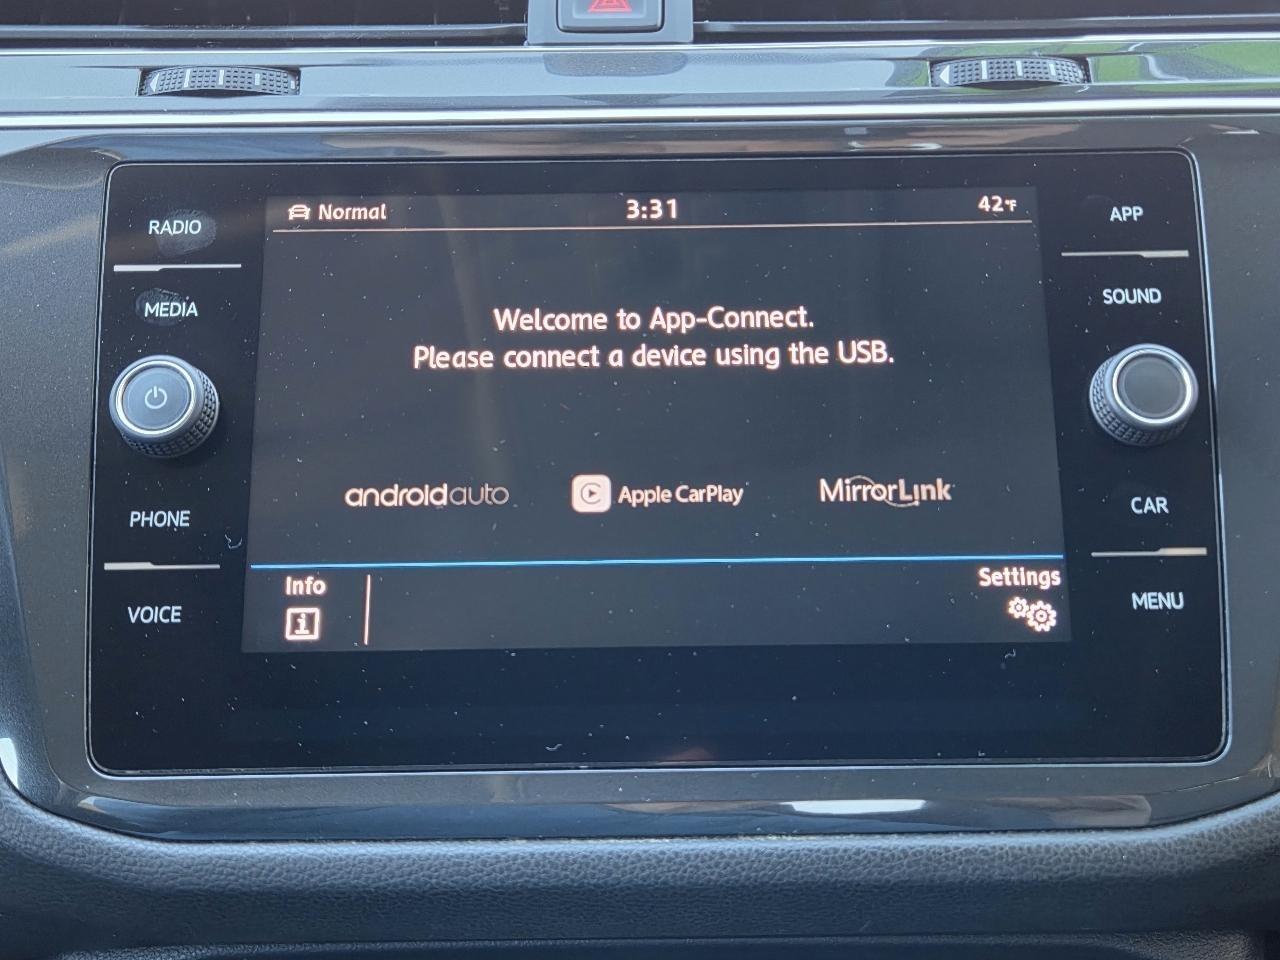 RADIO
MEDIA
PHONE
VOICE
Normal
3:31
42°F
Welcome to App-Connect.
Please connect a device using the USB.
androidauto
Apple CarPlay
MirrorLink
Info
Settings
APP
SOUND
CAR
MENU